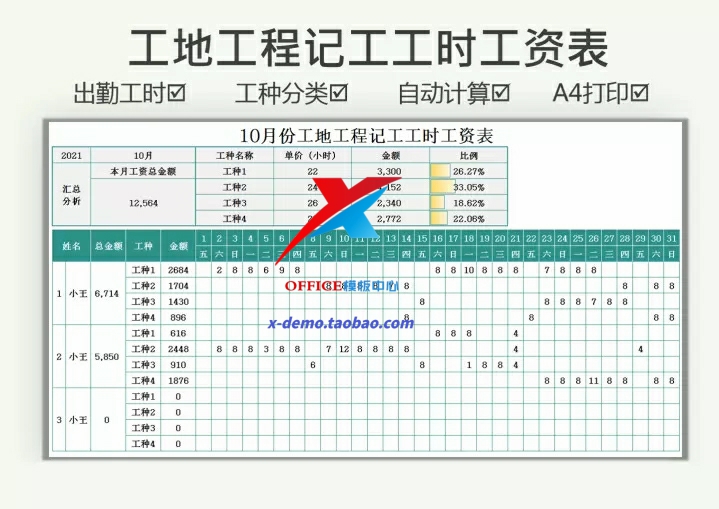 工地工程记工工时工资表
出勤工时☑ 工种分类☑ 自动计算☑ A4打印☑
10月份工地工程记工工时工资表
2021 10月 工种名称 单价（小时） 金额 比例
汇总分析 本月工资总金额 工种1 22 3,300 26.27%
工种2 24 33.05%
12,564 工种3 26 2,340 18.62%
工种4 2,772 22.06%
姓名 总金额 工种 金额 1 2 3 4 5 6 7 8 9 10 11 12 13 14 15 16 17 18 19 20 21 22 23 24 25 26 27 28 29 30 31
五 六 日 一 二 三 四 五 六 日 一 二 三 四 五 六 日 一 二 三 四 五 六 日 一 二 三 四 五 六 日
1 小王 6,714 工种1 2684 2 8 8 6 9 8 8 8 10 8 8 8 7 8 8 8
工种2 1704 8 8 8 8
工种3 1430 8 8 8 8 7 8 8
工种4 896 8 8 8 8
2 小王 5,850 工种1 616 8 8 8 4
工种2 2448 8 8 8 3 8 8 7 12 8 8 8 8 4 4
工种3 910 6 8 1 8 8 4
工种4 1876 8 8 8 11 8 8 8 8
3 小王 0 工种1 0
工种2 0
工种3 0
工种4 0
OFFICE模板中心
x-demo.taobao.com